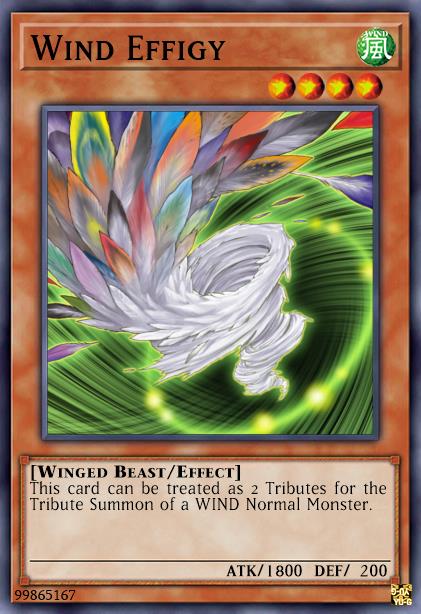 Wind Effigy
WIND
風
[Winged Beast/Effect]
This card can be treated as 2 Tributes for the
Tribute Summon of a WIND Normal Monster.
ATK/1800 DEF/ 200
99865167